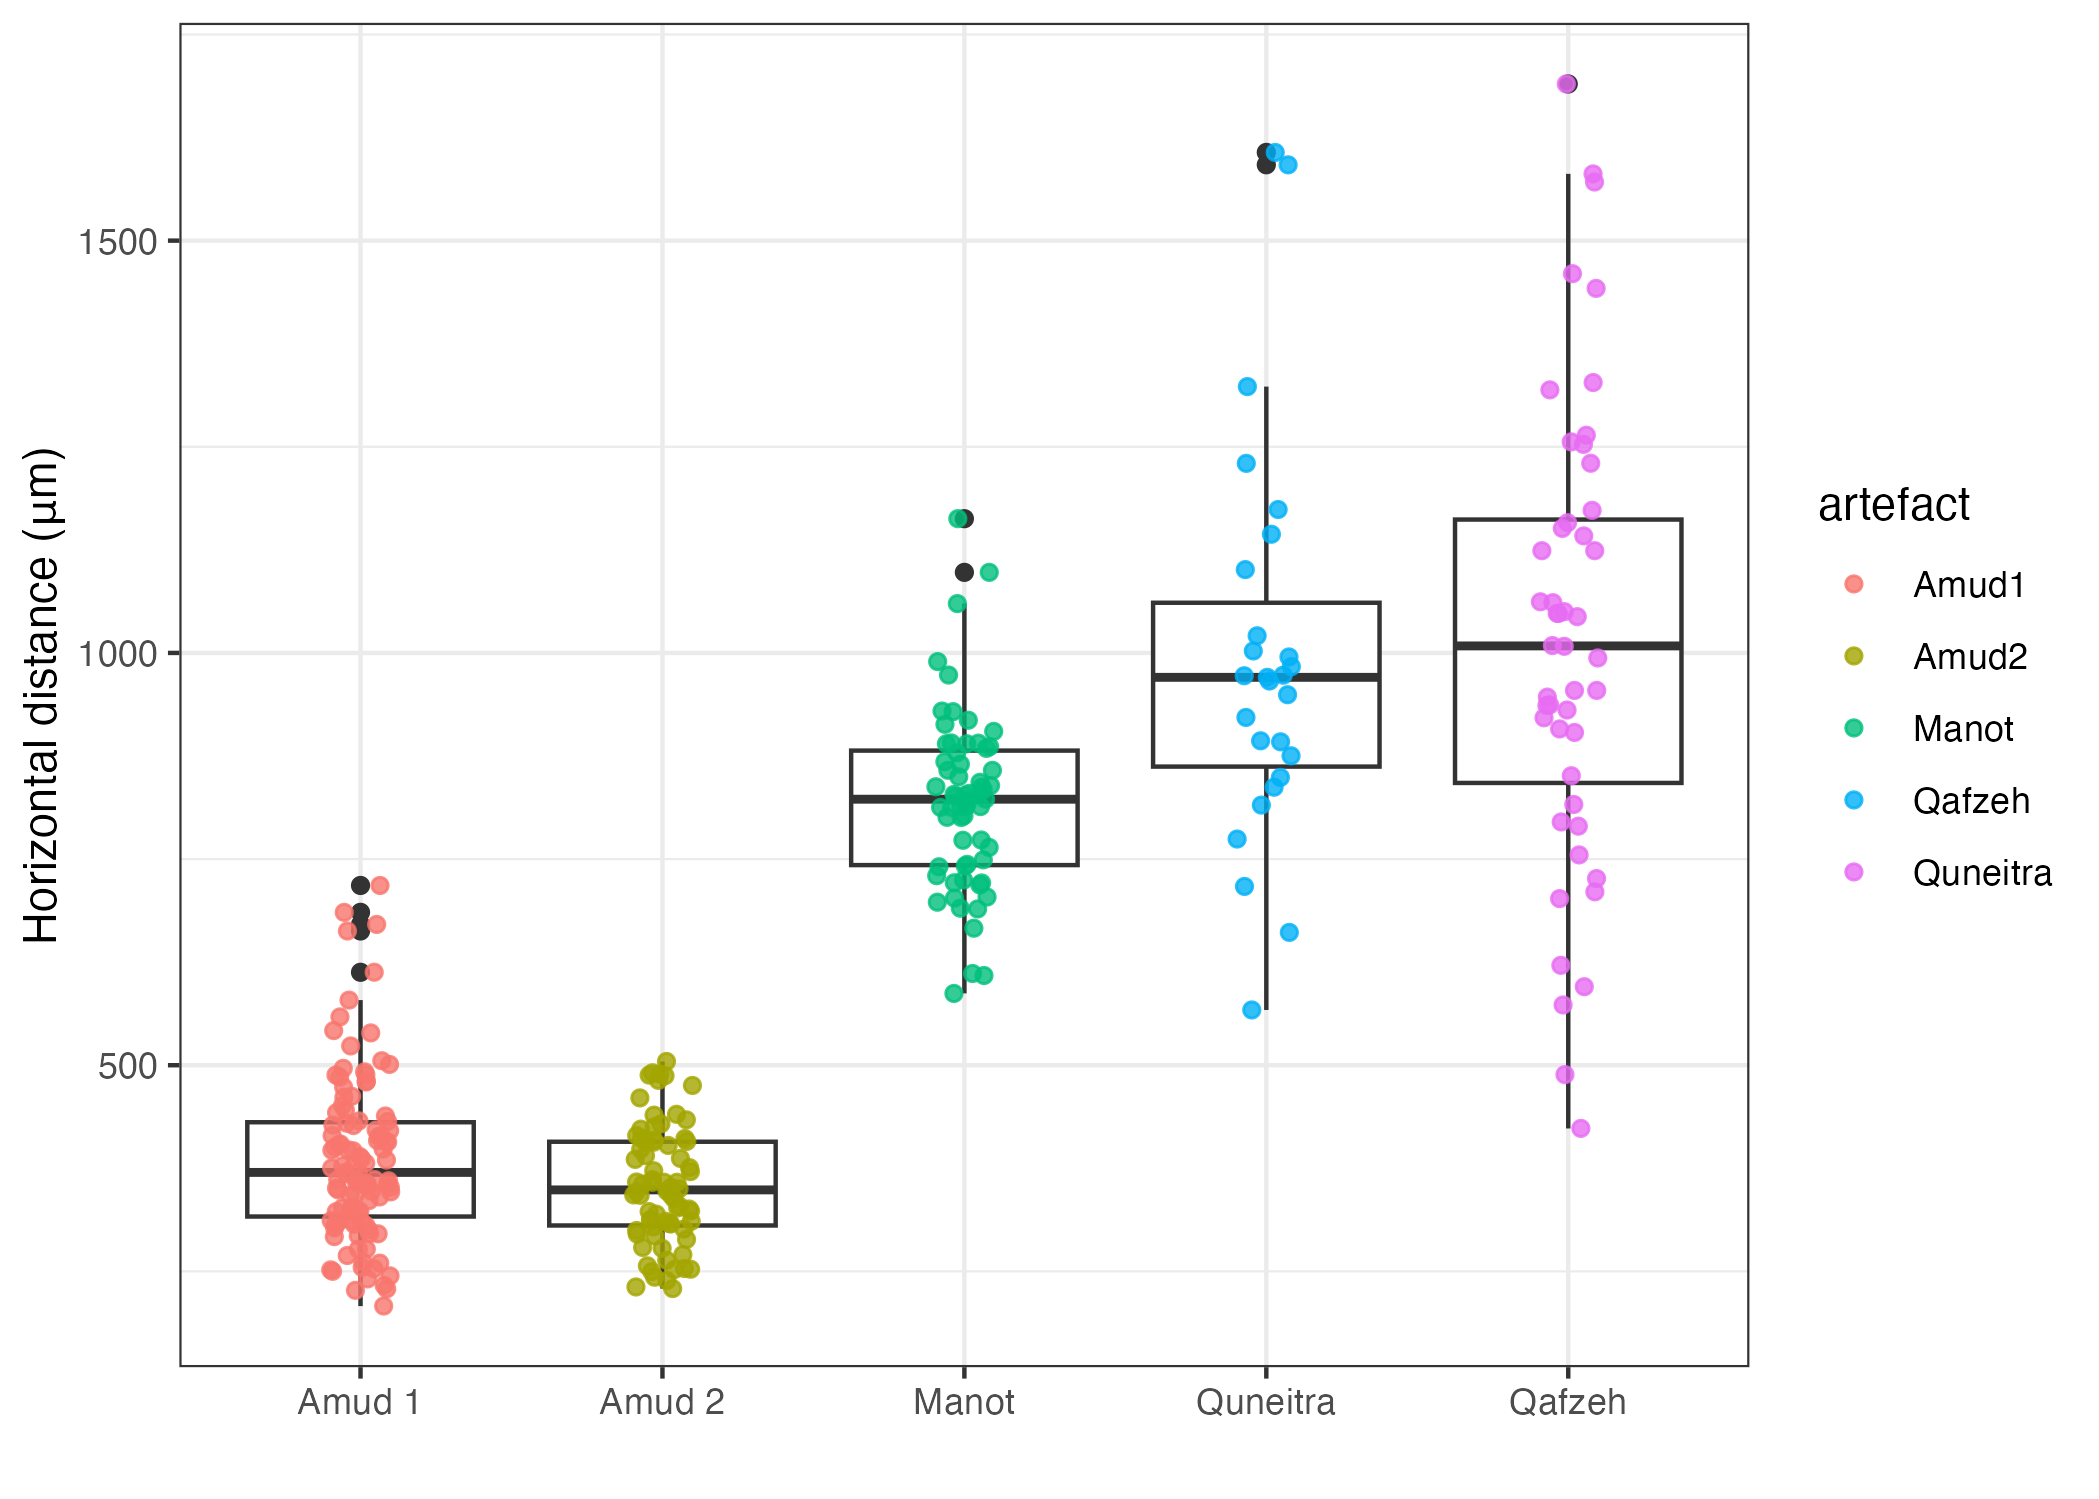 Horizontal distance (µm)
1500
1000
500
Amud 1
Amud 2
Manot
Quneitra
Qafzeh
artefact
Amud1
Amud2
Manot
Qafzeh
Quneitra